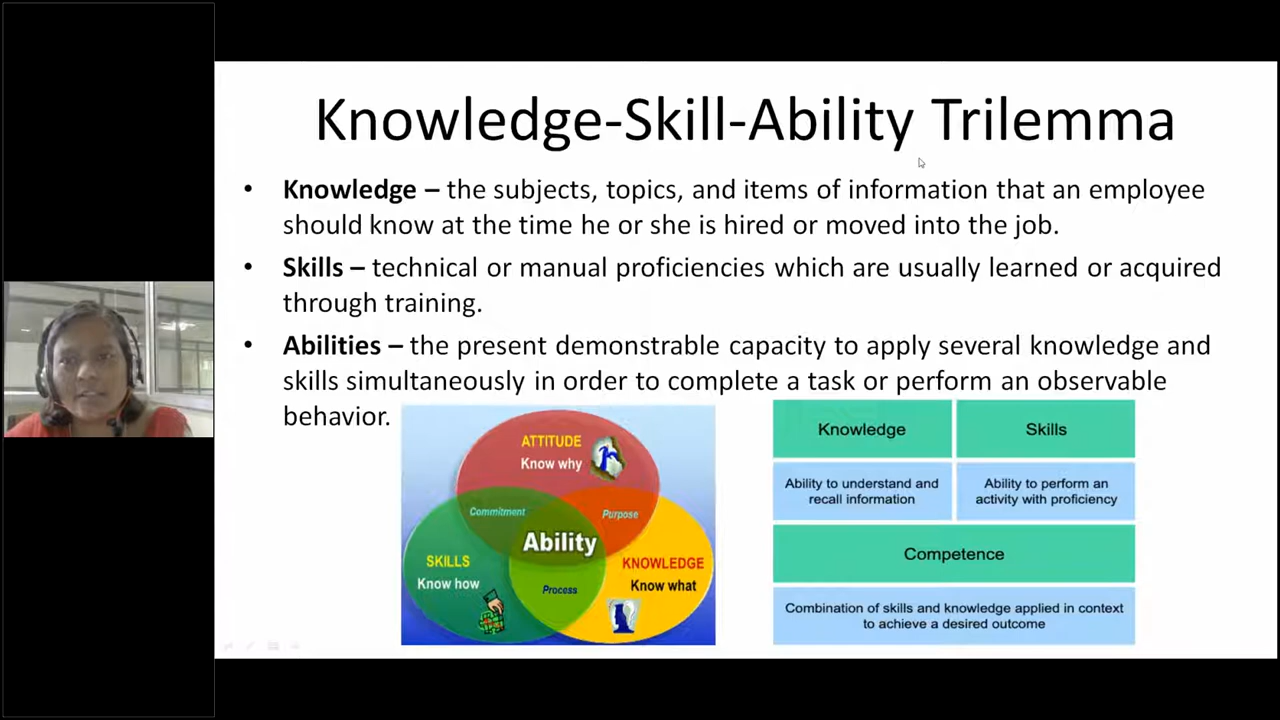 Knowledge-Skill-Ability Trilemma
• Knowledge – the subjects, topics, and items of information that an employee
should know at the time he or she is hired or moved into the job.
• Skills – technical or manual proficiencies which are usually learned or acquired
through training.
• Abilities – the present demonstrable capacity to apply several knowledge and
skills simultaneously in order to complete a task or perform an observable
behavior.
ATTITUDE
Know why
Commitment
Purpose
Ability
SKILLS
Know how
KNOWLEDGE
Know what
Process
Knowledge
Skills
Ability to understand and
recall information
Ability to perform an
activity with proficiency
Competence
Combination of skills and knowledge applied in context
to achieve a desired outcome